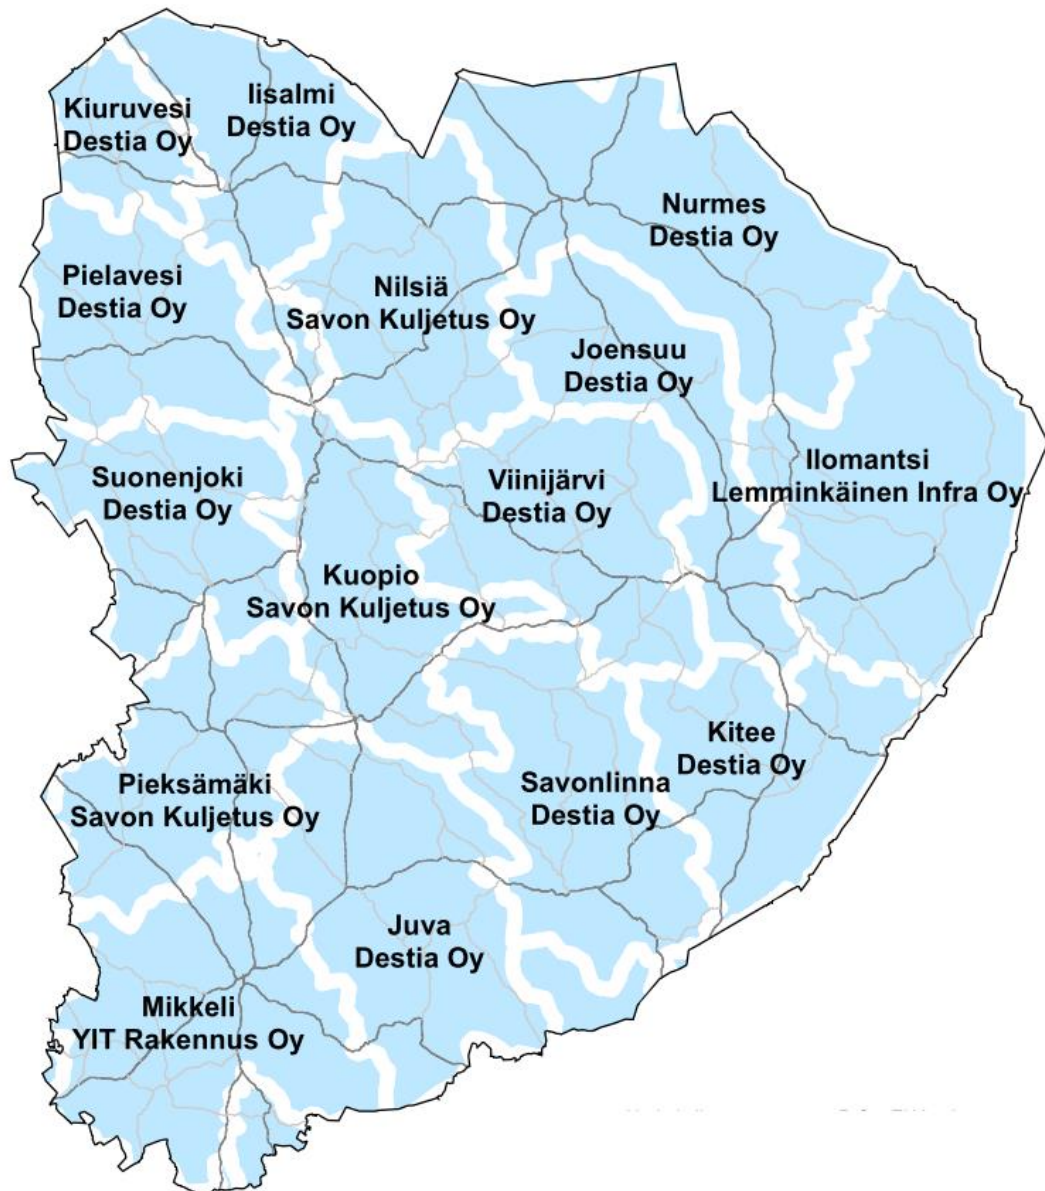 Kiuruvesi
Destia Oy
Iisalmi
Destia Oy
Nurmes
Destia Oy
Pielavesi
Destia Oy
Nilsiä
Savon Kuljetus Oy
Joensuu
Destia Oy
Suonenjoki
Destia Oy
Viinijärvi
Destia Oy
Ilomantsi
Lemminkäinen Infra Oy
Kuopio
Savon Kuljetus Oy
Kitee
Destia Oy
Pieksämäki
Savon Kuljetus Oy
Savonlinna
Destia Oy
Juva
Destia Oy
Mikkeli
YIT Rakennus Oy